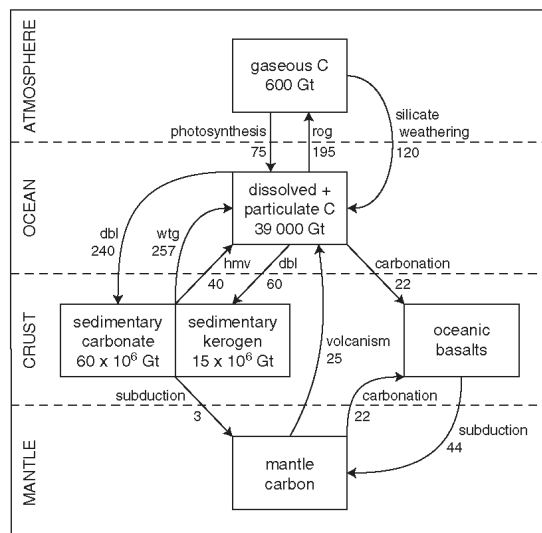 ATMOSPHERE
gaseous C
600 Gt
photosynthesis
75
rog
195
silicate
weathering
120
OCEAN
dissolved +
particulate C
39 000 Gt
dbl
240
wtg
257
hmv
40
dbl
60
carbonation
22
CRUST
sedimentary
carbonate
60 x 10⁶ Gt
sedimentary
kerogen
15 x 10⁶ Gt
volcanism
25
oceanic
basalts
subduction
3
carbonation
22
subduction
44
MANTLE
mantle
carbon